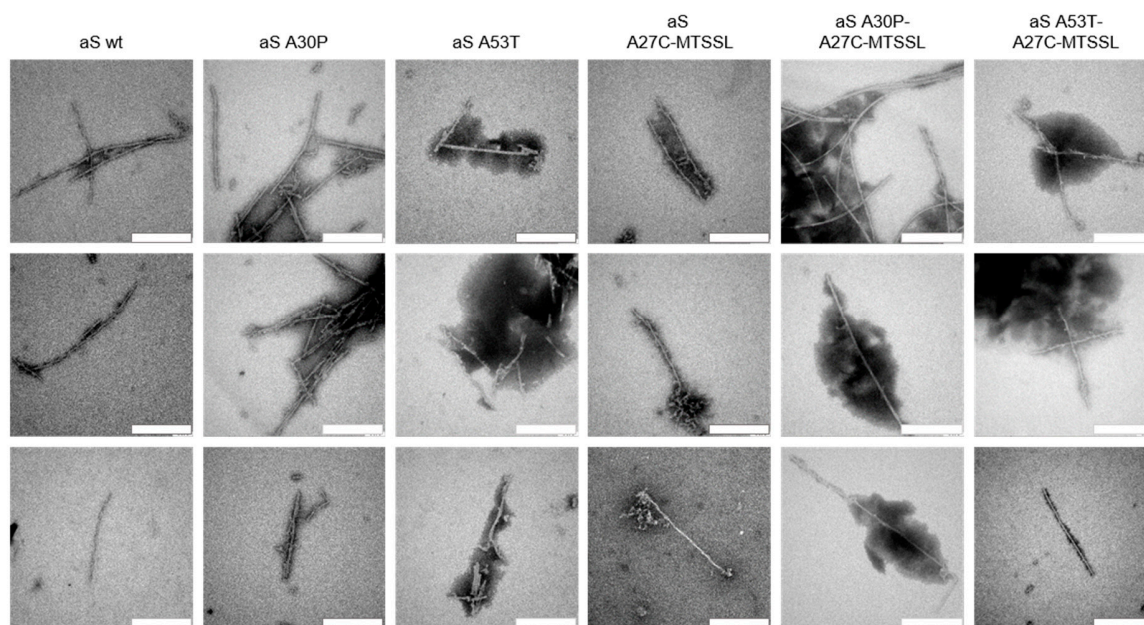 aS wt
aS A30P
aS A53T
aS
A27C-MTSSL
aS A30P-
A27C-MTSSL
aS A53T-
A27C-MTSSL